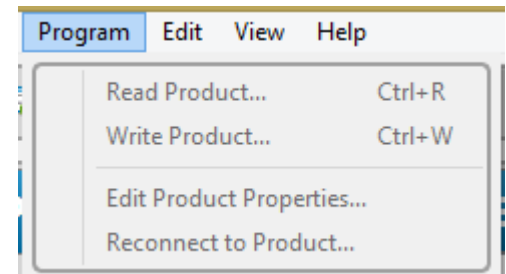 Program Edit View Help
Read Product... Ctrl+R
Write Product... Ctrl+W
Edit Product Properties...
Reconnect to Product...